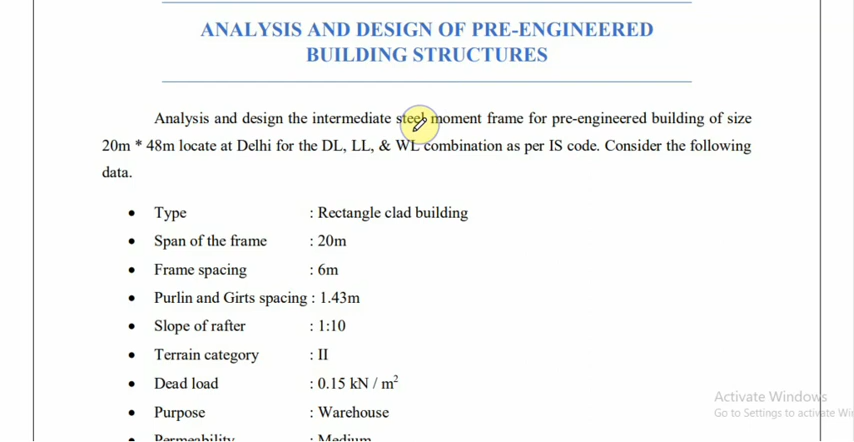 ANALYSIS AND DESIGN OF PRE-ENGINEERED
BUILDING STRUCTURES
Analysis and design the intermediate steel moment frame for pre-engineered building of size
20m * 48m locate at Delhi for the DL, LL, & WL combination as per IS code. Consider the following
data.
• Type : Rectangle clad building
• Span of the frame : 20m
• Frame spacing : 6m
• Purlin and Girts spacing : 1.43m
• Slope of rafter : 1:10
• Terrain category : II
• Dead load : 0.15 kN / m²
• Purpose : Warehouse
• Permeability : Medium
Activate Windows
Go to Settings to activate Wi